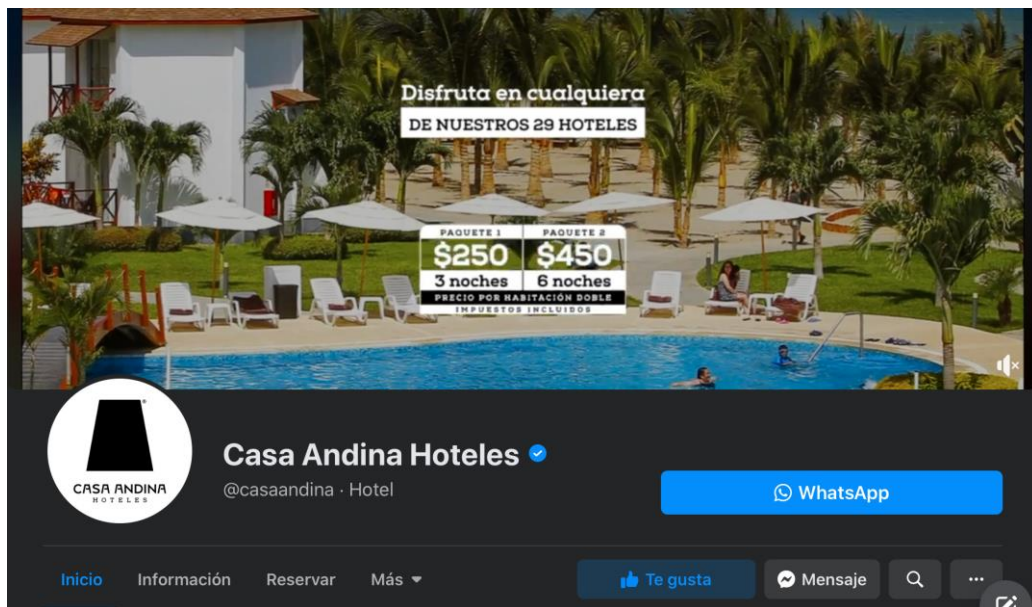 Disfruta en cualquiera
DE NUESTROS 29 HOTELES
PAQUETE 1
$250
3 noches
PAQUETE 2
$450
6 noches
PRECIO POR HABITACIÓN DOBLE
IMPUESTOS INCLUIDOS
CASA ANDINA
HOTELES
Casa Andina Hoteles
@casaandina · Hotel
WhatsApp
Inicio Información Reservar Más
Te gusta
Mensaje